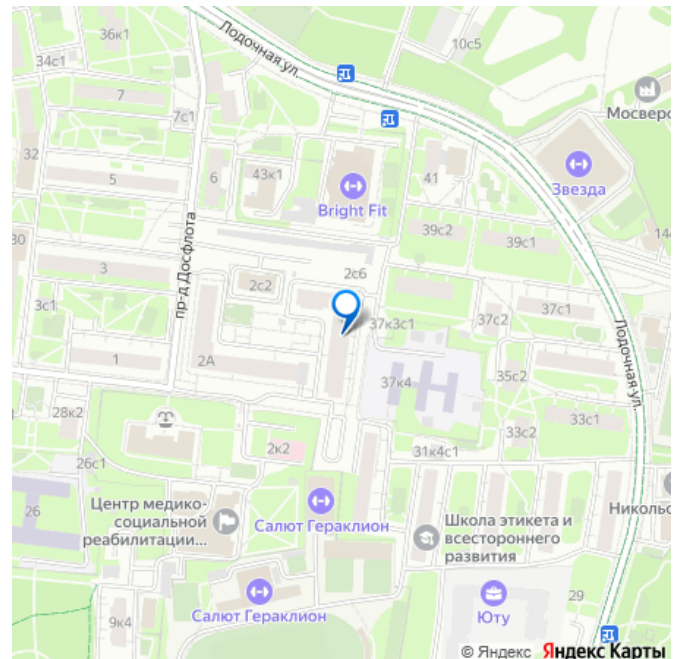 36к1
Лодочная ул.
10с5
34с1
7
7с1
Мосверс
32
43к1
41
Звезда
5
6
Bright Fit
14
39с2
39с1
30
пр-д Досфлота
3
2с2
2с6
3с1
37с1
37к3с1
37с2
Лодочная ул.
1
2А
37к4
35с2
28к2
33с2
33с1
2к2
31к4с1
26с1
26
Центр медико-
социальной
реабилитации...
Салют Гераклион
Школа этикета и
всестороннего
развития
Никольс
Салют Гераклион
Юту
29
9к4
© Яндекс Яндекс Карты